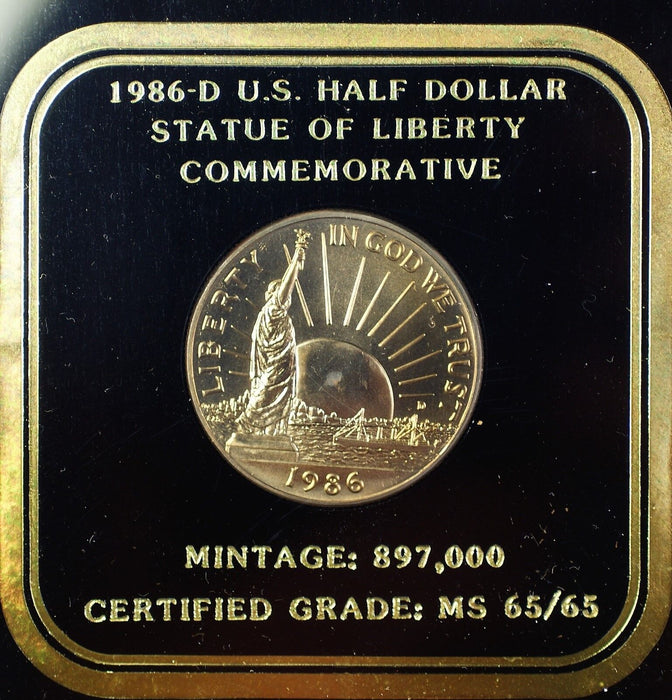 1986-D U.S. HALF DOLLAR
STATUE OF LIBERTY
COMMEMORATIVE
LIBERTY
IN GOD WE TRUST
D
1986
MINTAGE: 897,000
CERTIFIED GRADE: MS 65/65